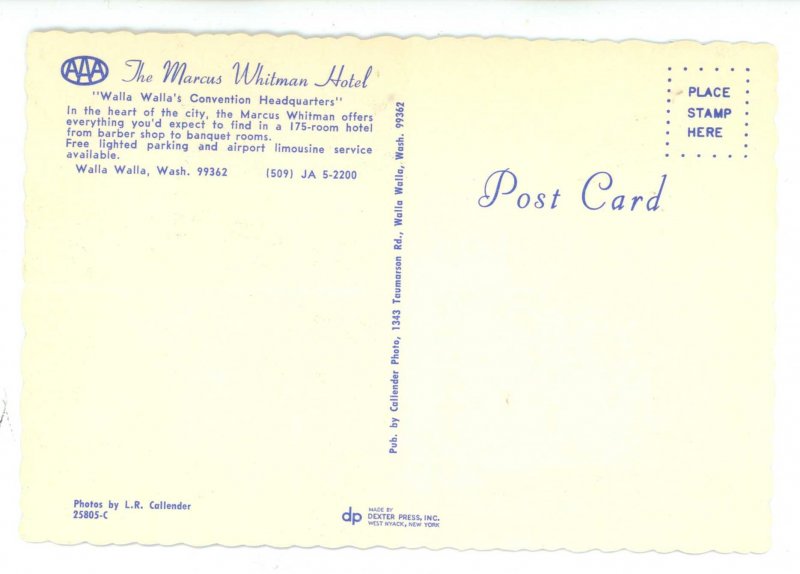 AAA The Marcus Whitman Hotel
"Walla Walla's Convention Headquarters"
In the heart of the city, the Marcus Whitman offers
everything you'd expect to find in a 175-room hotel
from barber shop to banquet rooms.
Free lighted parking and airport limousine service
available.
Walla Walla, Wash. 99362 (509) JA 5-2200
Pub. by Callender Photo, 1343 Taumarson Rd., Walla Walla, Wash. 99362
PLACE
STAMP
HERE
Post Card
Photos by L.R. Callender
25805-C
dp
MADE BY
DEXTER PRESS, INC.
WEST NYACK, NEW YORK